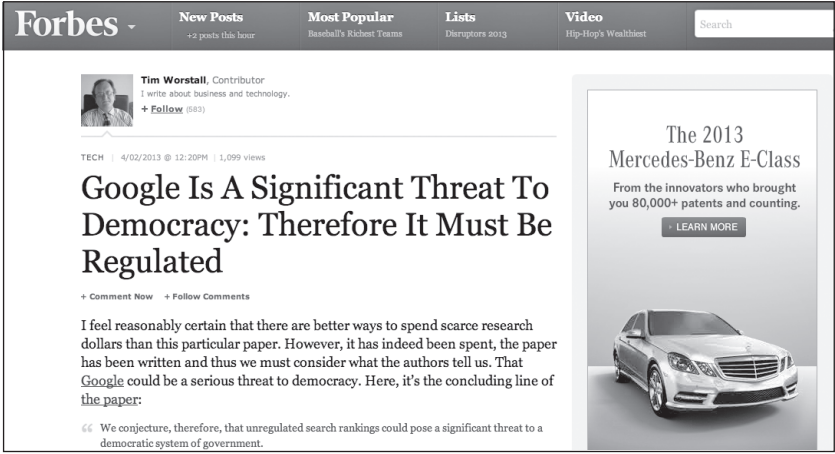 Forbes
New Posts
+2 posts this hour
Most Popular
Baseball's Richest Teams
Lists
Disruptors 2013
Video
Hip-Hop's Wealthiest
Search
Tim Worstall, Contributor
I write about business and technology.
+ Follow (583)
TECH | 4/02/2013 @ 12:20PM | 1,099 views
Google Is A Significant Threat To
Democracy: Therefore It Must Be
Regulated
+ Comment Now + Follow Comments
I feel reasonably certain that there are better ways to spend scarce research
dollars than this particular paper. However, it has indeed been spent, the paper
has been written and thus we must consider what the authors tell us. That
Google could be a serious threat to democracy. Here, it's the concluding line of
the paper:
“ We conjecture, therefore, that unregulated search rankings could pose a significant threat to a
democratic system of government.
The 2013
Mercedes-Benz E-Class
From the innovators who brought
you 80,000+ patents and counting.
LEARN MORE